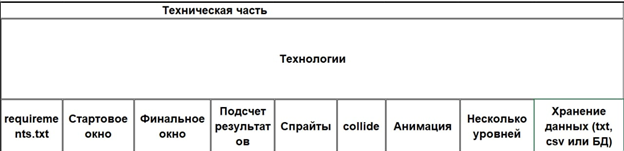 Техническая часть
Технологии
requireme
nts.txt
Стартовое
окно
Финальное
окно
Подсчет
результат
ов
Спрайты
collide
Анимация
Несколько
уровней
Хранение
данных (txt,
csv или БД)